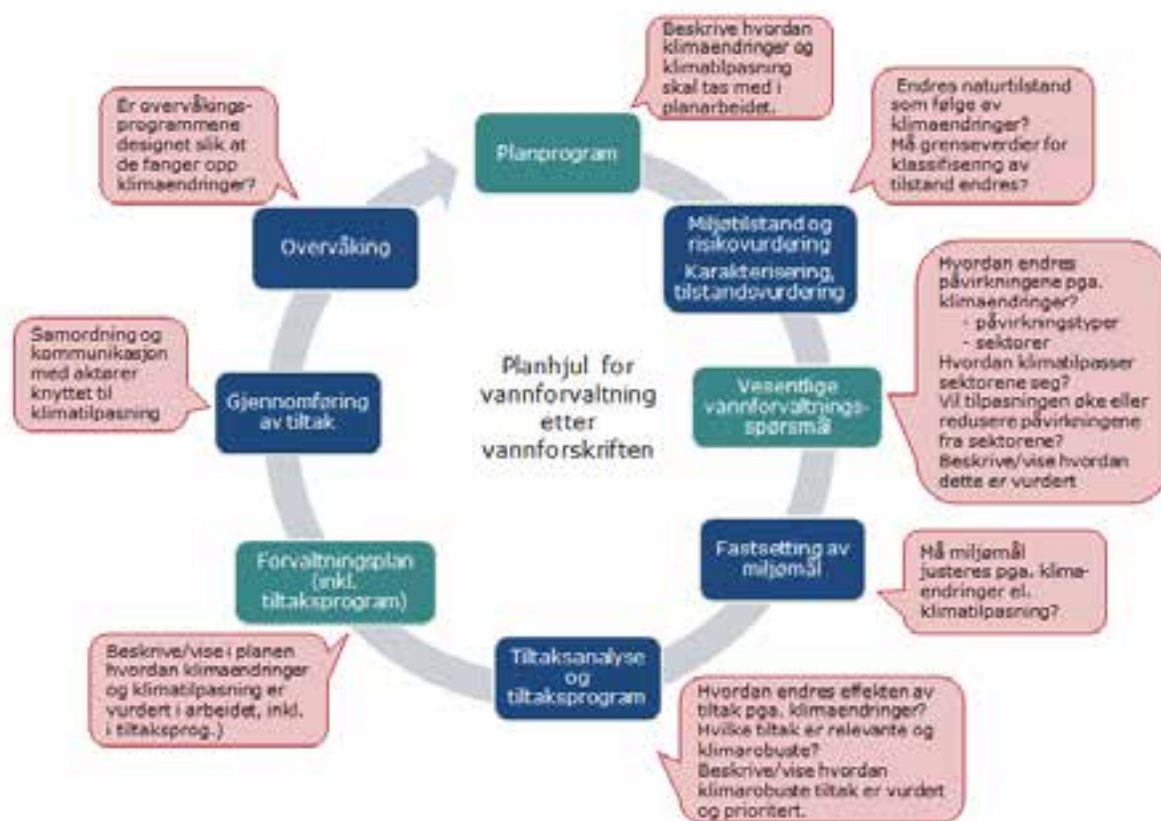 Beskrive hvordan
klimaendringer og
klimatilpasning
skal tas med i
planarbeidet.
Planprogram
Endres naturtilstand
som følge av
klimaendringer?
Må grenseverdier for
klassifisering av
tilstand endres?
Miljøtilstand og
risikovurdering
Karakterisering,
tilstandsvurdering
Hvordan endres
påvirkningene pga.
klimaendringer?
- påvirkningstyper
- sektorer
Hvordan klimatilpasser
sektorene seg?
Vil tilpasningen øke eller
redusere påvirkningene
fra sektorene?
Beskrive/vise hvordan
dette er vurdert
Vesentlige
vannforvaltnings-
spørsmål
Fastsetting av
miljømål
Må miljømål
justeres pga. klima-
endringer el.
klimatilpasning?
Tiltaksanalyse
og
tiltaksprogram
Hvordan endres effekten av
tiltak pga. klimaendringer?
Hvilke tiltak er relevante og
klimarobuste?
Beskrive/vise hvordan
klimarobuste tiltak er vurdert
og prioritert.
Forvaltningsplan
(inkl.
tiltaksprogram)
Beskrive/vise i planen
hvordan klimaendringer
og klimatilpasning er
vurdert i arbeidet, inkl.
i tiltaksprog.)
Gjennomføring
av tiltak
Samordning og
kommunikasjon
med aktører
knyttet til
klimatilpasning
Overvåking
Er overvåkings-
programmene
designet slik at
de fanger opp
klimaendringer?
Planhjul for
vannforvaltning
etter
vannforskriften